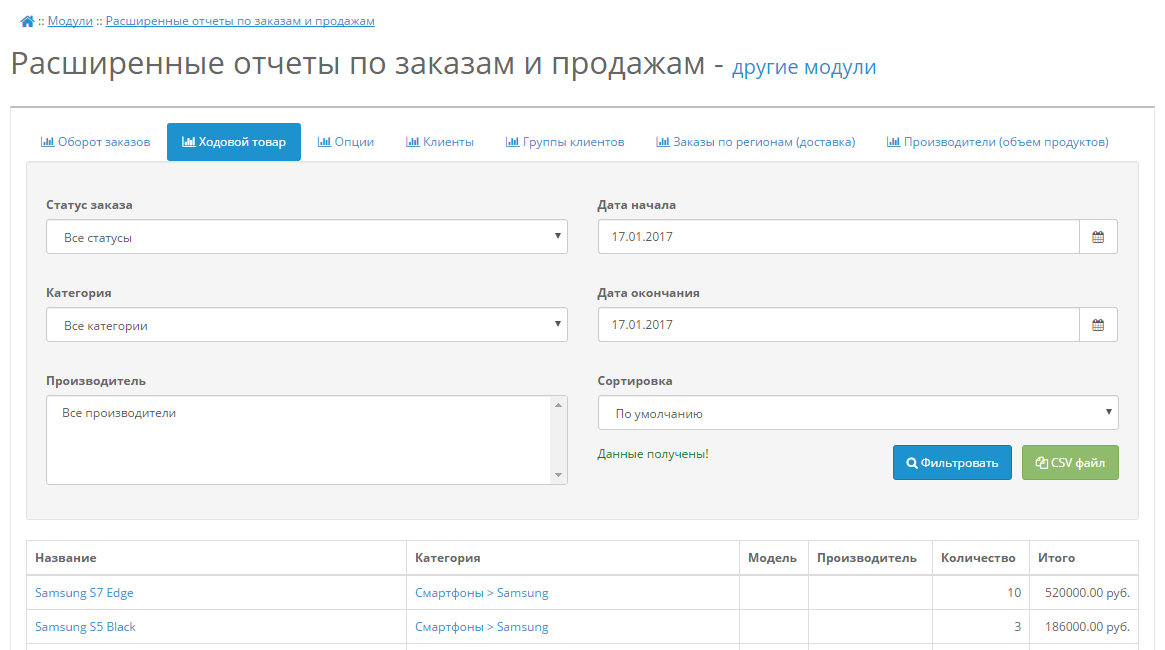 :: Модули :: Расширенные отчеты по заказам и продажам
Расширенные отчеты по заказам и продажам - другие модули
Оборот заказов Ходовой товар Опции Клиенты Группы клиентов Заказы по регионам (доставка) Производители (объем продуктов)
Статус заказа Дата начала
Все статусы 17.01.2017
Категория Дата окончания
Все категории 17.01.2017
Производитель Сортировка
Все производители По умолчанию
Данные получены! Фильтровать CSV файл
Название Категория Модель Производитель Количество Итого
Samsung S7 Edge Смартфоны > Samsung 10 520000.00 руб.
Samsung S5 Black Смартфоны > Samsung 3 186000.00 руб.